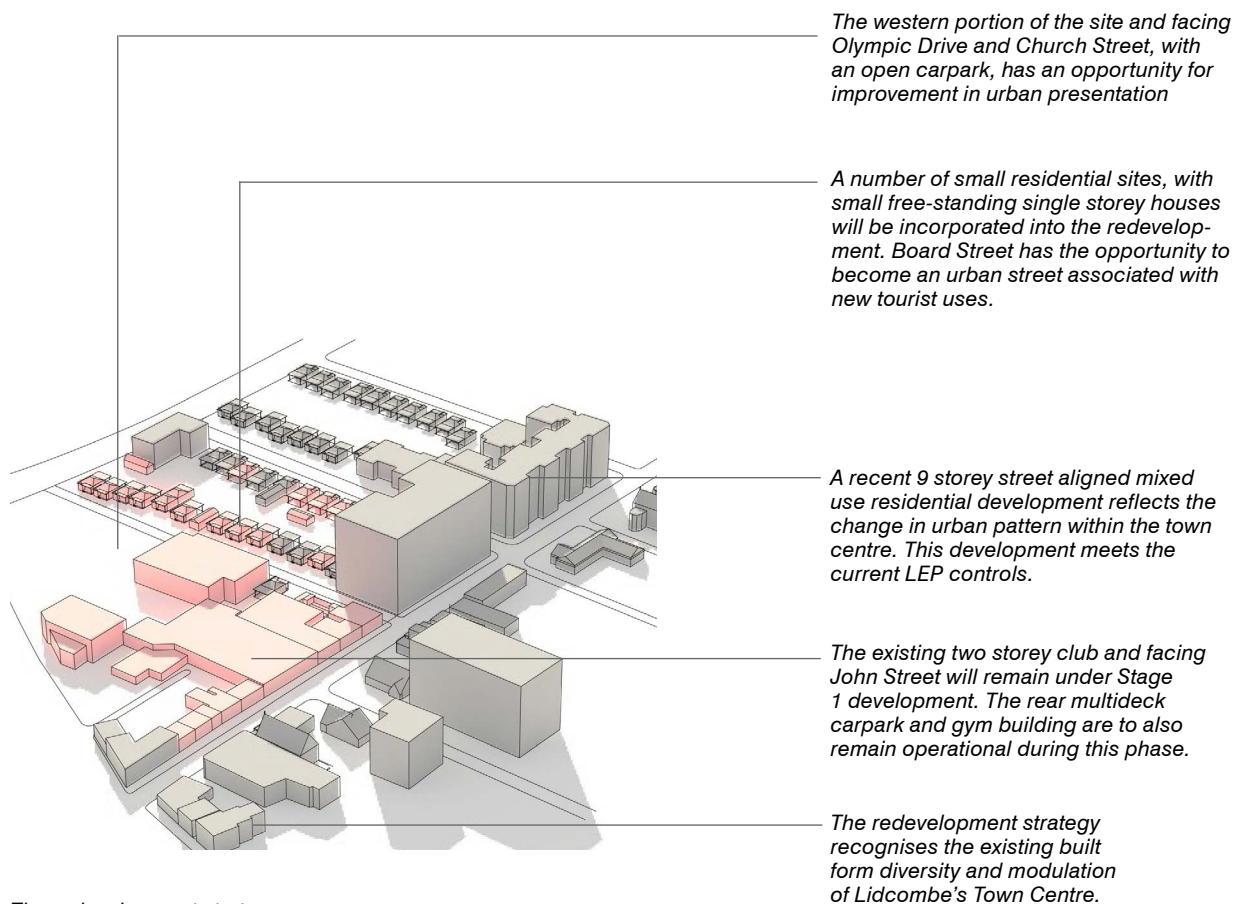 The western portion of the site and facing
Olympic Drive and Church Street, with
an open carpark, has an opportunity for
improvement in urban presentation
A number of small residential sites, with
small free-standing single storey houses
will be incorporated into the redevelop-
ment. Board Street has the opportunity to
become an urban street associated with
new tourist uses.
A recent 9 storey street aligned mixed
use residential development reflects the
change in urban pattern within the town
centre. This development meets the
current LEP controls.
The existing two storey club and facing
John Street will remain under Stage
1 development. The rear multideck
carpark and gym building are to also
remain operational during this phase.
The redevelopment strategy
recognises the existing built
form diversity and modulation
of Lidcombe's Town Centre.